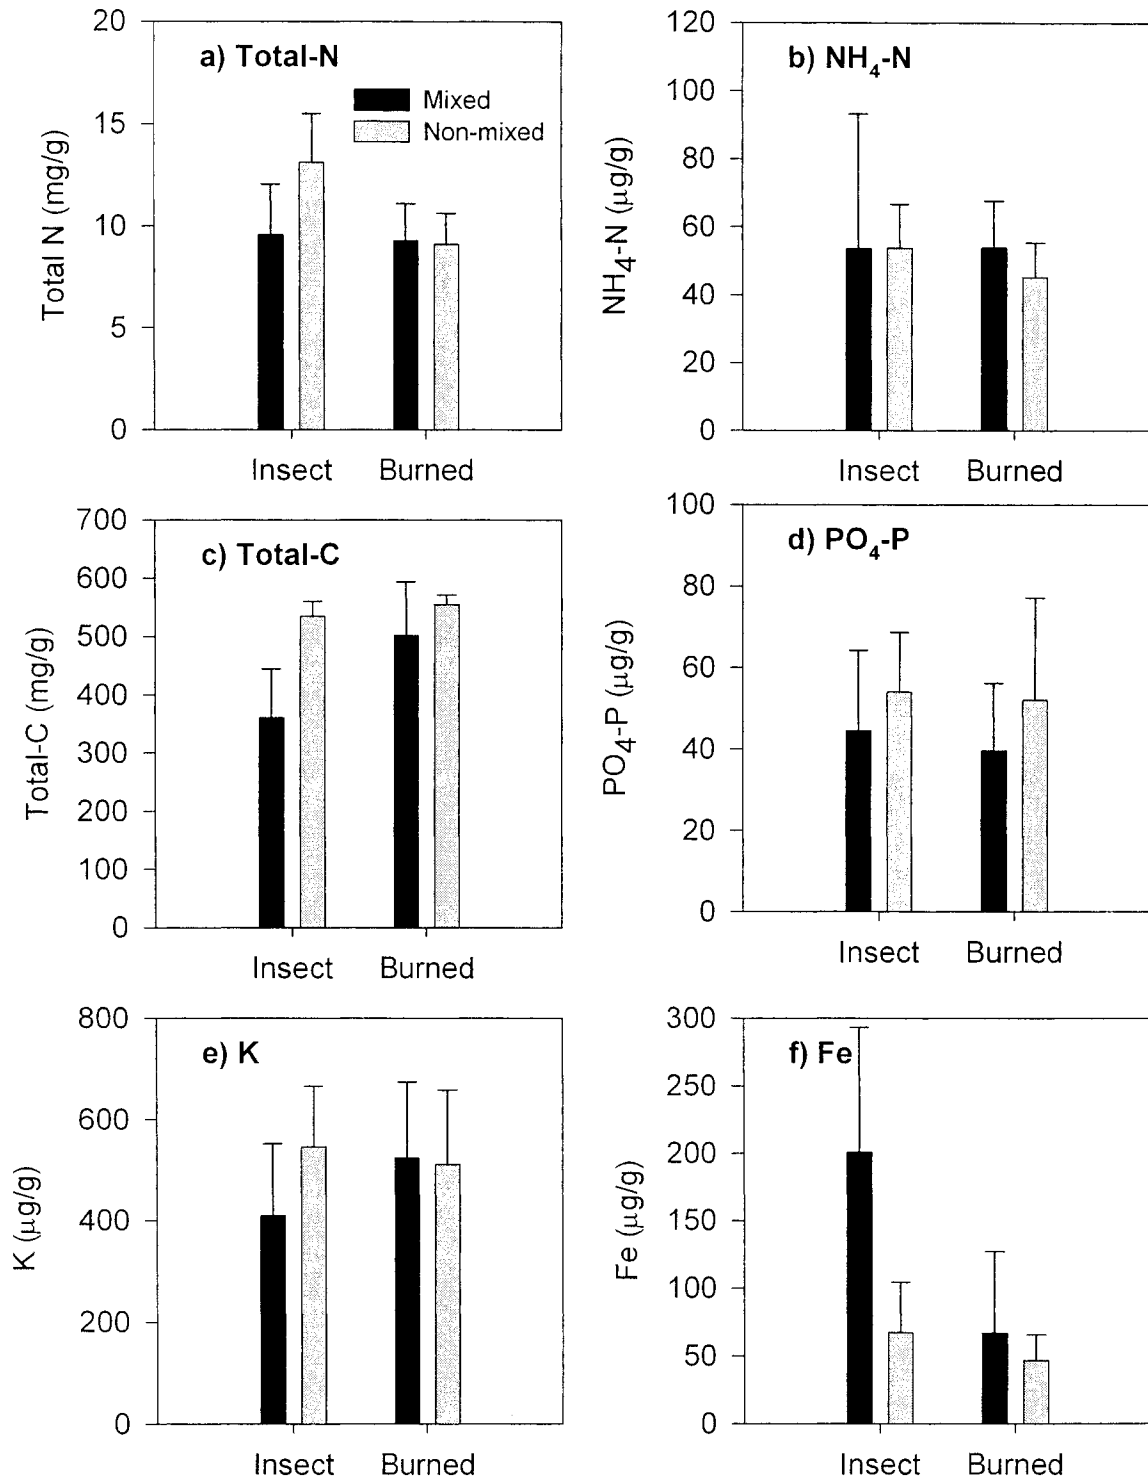 a) Total-N
Mixed
Non-mixed
Total N (mg/g)
20
15
10
5
0
Insect Burned
b) NH4-N
NH4-N (μg/g)
120
100
80
60
40
20
0
Insect Burned
c) Total-C
Total-C (mg/g)
700
600
500
400
300
200
100
0
Insect Burned
d) PO4-P
PO4-P (μg/g)
100
80
60
40
20
0
Insect Burned
e) K
K (μg/g)
800
600
400
200
0
Insect Burned
f) Fe
Fe (μg/g)
300
250
200
150
100
50
0
Insect Burned